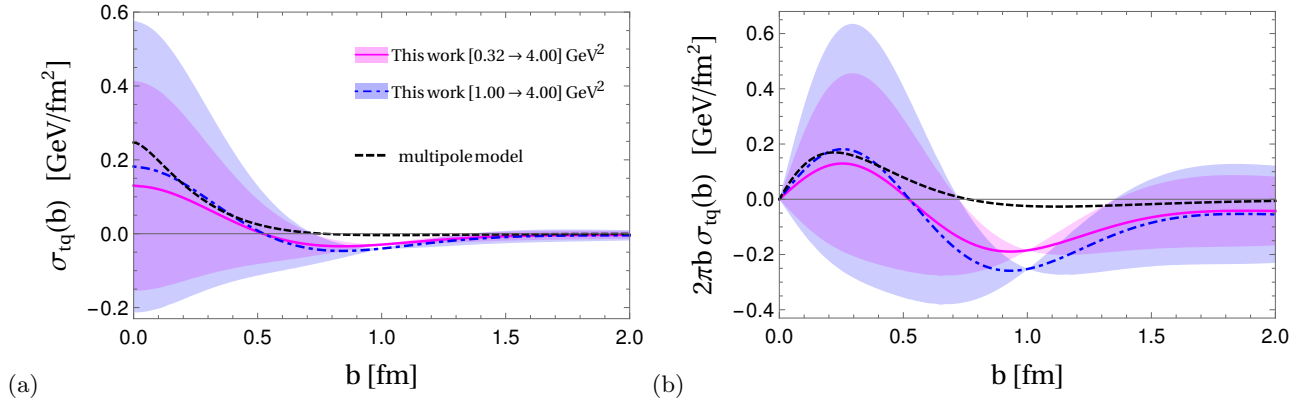 0.6
0.4
0.2
0.0
−0.2
σtq(b) [GeV/fm²]
This work [0.32 → 4.00] GeV²
This work [1.00 → 4.00] GeV²
multipole model
0.0 0.5 1.0 1.5 2.0
b [fm]
(a)
0.6
0.4
0.2
0.0
−0.2
−0.4
2πb σtq(b) [GeV/fm²]
0.0 0.5 1.0 1.5 2.0
b [fm]
(b)